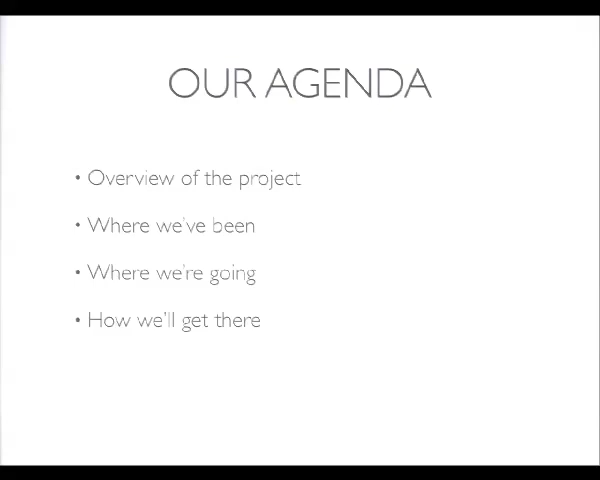 OUR AGENDA
• Overview of the project
• Where we've been
• Where we're going
• How we'll get there